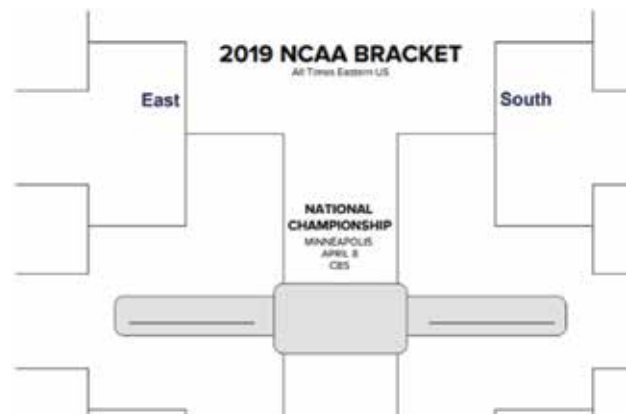 2019 NCAA BRACKET
All Times Eastern US
East
South
NATIONAL
CHAMPIONSHIP
MINNEAPOLIS
APRIL 8
CBS